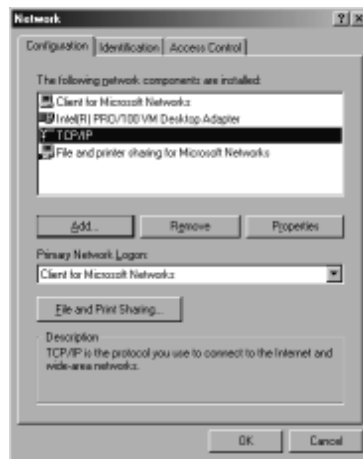 Network
Configuration Identification Access Control
The following network components are installed:
Client for Microsoft Networks
Intel(R) PRO/100 VM Desktop Adapter
TCP/IP
File and printer sharing for Microsoft Networks
Add... Remove Properties
Primary Network Logon:
Client for Microsoft Networks
File and Print Sharing...
Description
TCP/IP is the protocol you use to connect to the Internet and
wide-area networks.
OK Cancel